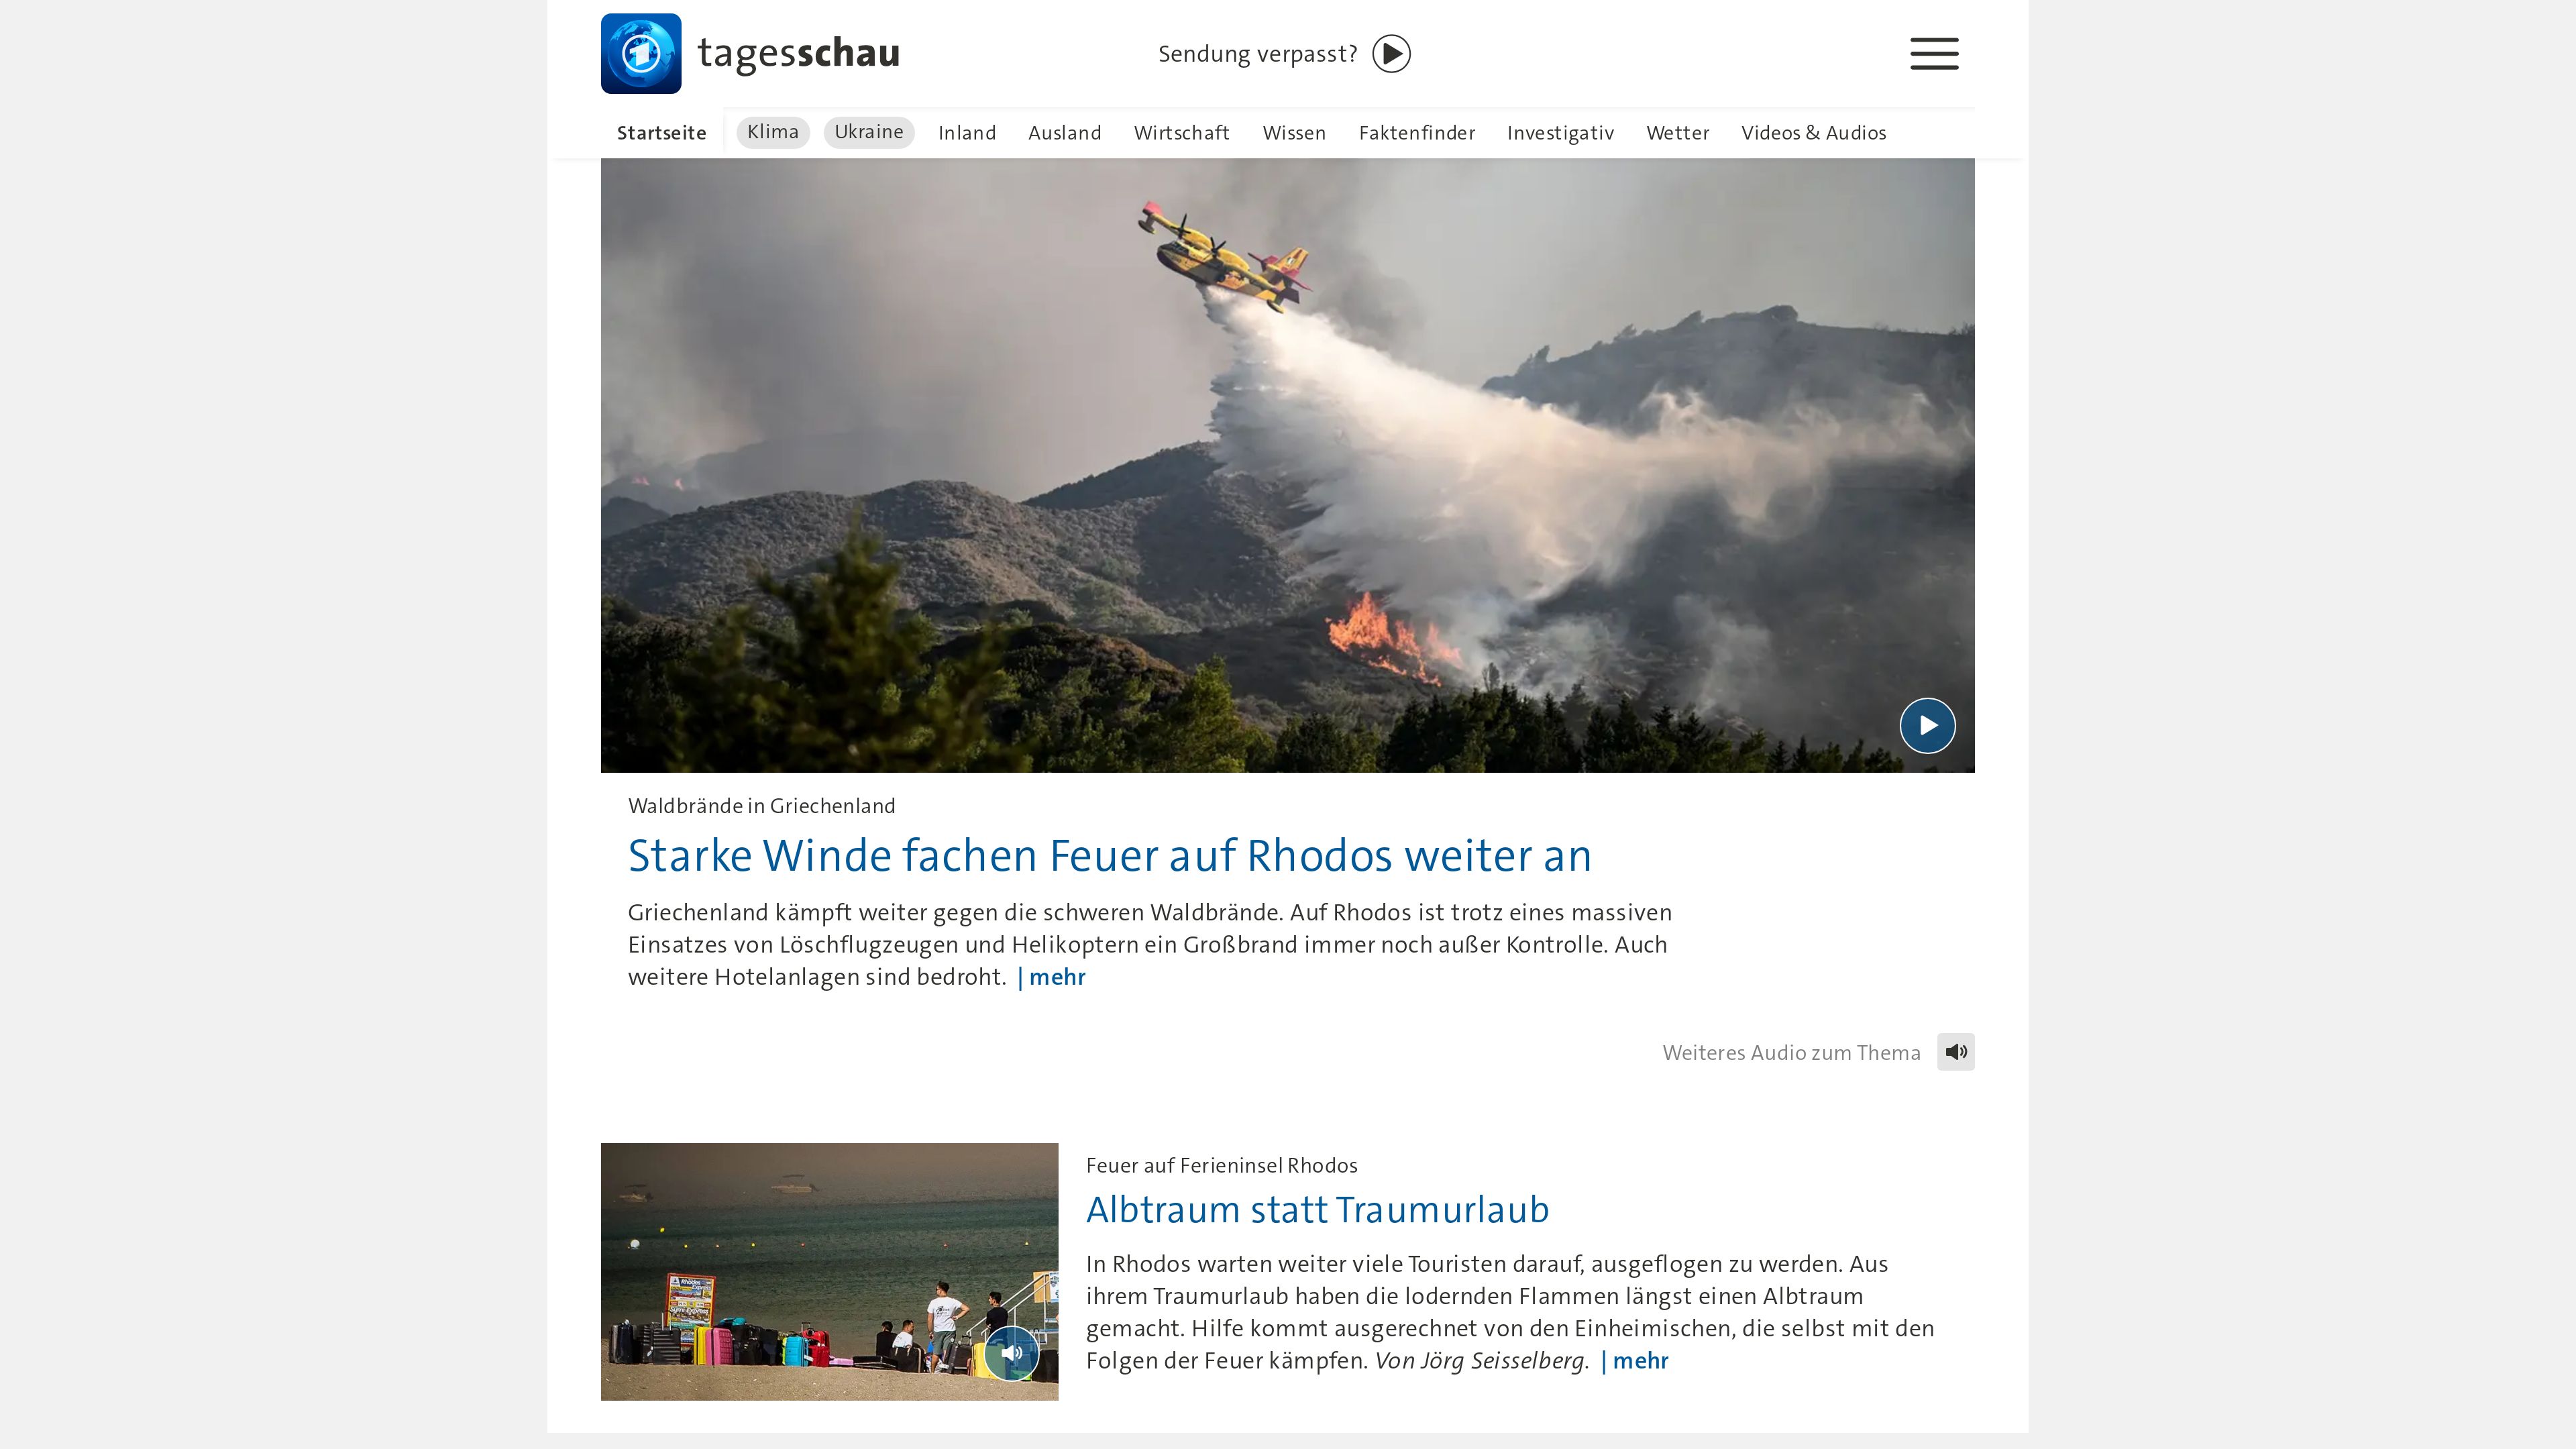 tagesschau
Sendung verpasst?
Startseite Klima Ukraine Inland Ausland Wirtschaft Wissen Faktenfinder Investigativ Wetter Videos & Audios
Waldbrände in Griechenland
Starke Winde fachen Feuer auf Rhodos weiter an
Griechenland kämpft weiter gegen die schweren Waldbrände. Auf Rhodos ist trotz eines massiven
Einsatzes von Löschflugzeugen und Helikoptern ein Großbrand immer noch außer Kontrolle. Auch
weitere Hotelanlagen sind bedroht. | mehr
Weiteres Audio zum Thema
Rhodos
Express
Symi Express
Feuer auf Ferieninsel Rhodos
Albtraum statt Traumurlaub
In Rhodos warten weiter viele Touristen darauf, ausgeflogen zu werden. Aus
ihrem Traumurlaub haben die lodernden Flammen längst einen Albtraum
gemacht. Hilfe kommt ausgerechnet von den Einheimischen, die selbst mit den
Folgen der Feuer kämpfen. Von Jörg Seisselberg. | mehr